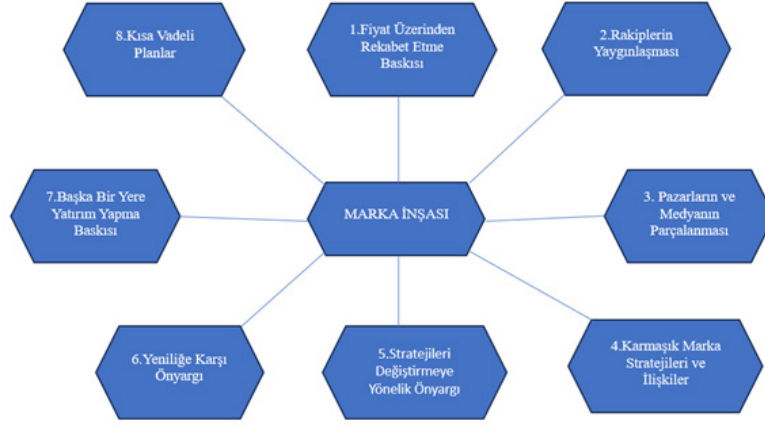 8.Kısa Vadeli
Planlar
1.Fiyat Üzerinden
Rekabet Etme
Baskısı
2.Rakiplerin
Yaygınlaşması
7.Başka Bir Yere
Yatırım Yapma
Baskısı
MARKA İNŞASI
3. Pazarların ve
Medyanın
Parçalanması
6.Yeniliğe Karşı
Önyargı
5.Stratejileri
Değiştirmeye
Yönelik Önyargı
4.Karmaşık Marka
Stratejileri ve
İlişkiler